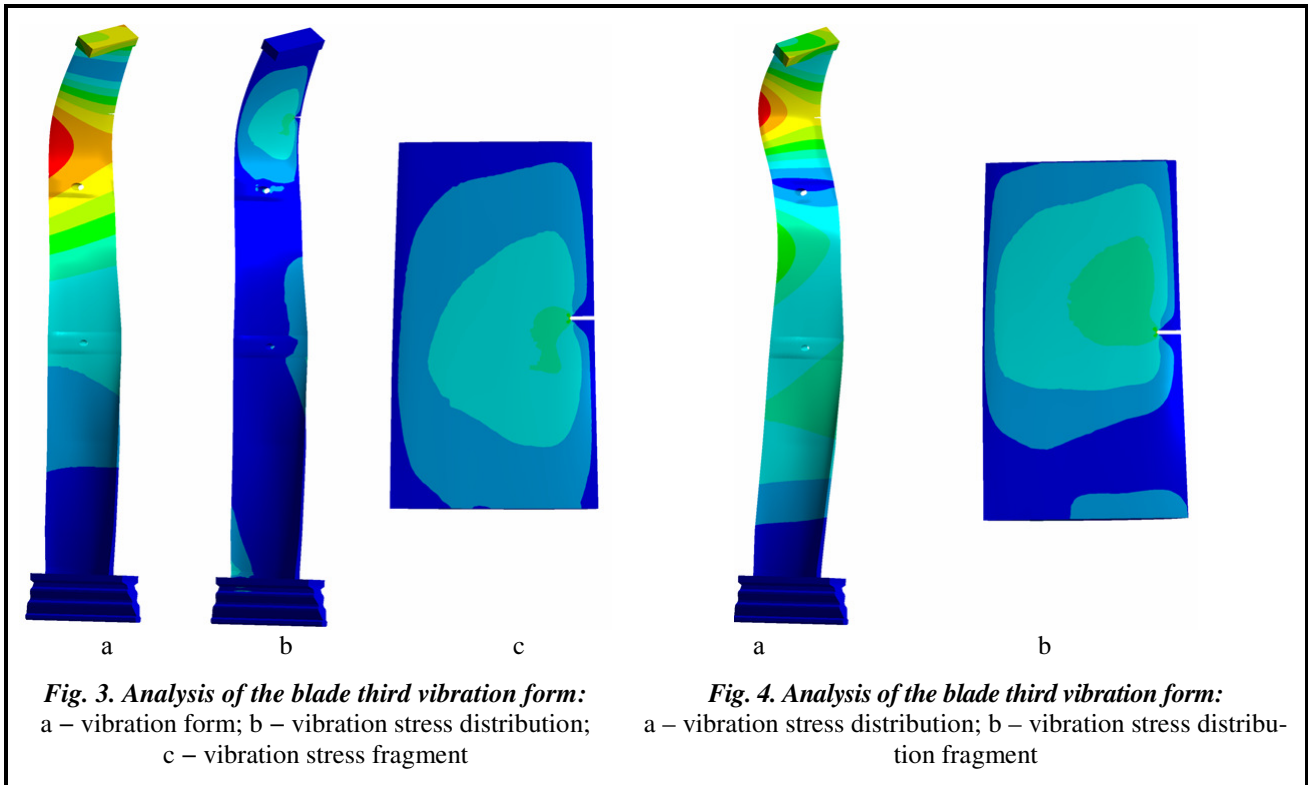 a b c
Fig. 3. Analysis of the blade third vibration form:
a – vibration form; b – vibration stress distribution;
c – vibration stress fragment
a b
Fig. 4. Analysis of the blade third vibration form:
a – vibration stress distribution; b – vibration stress distribu-
tion fragment